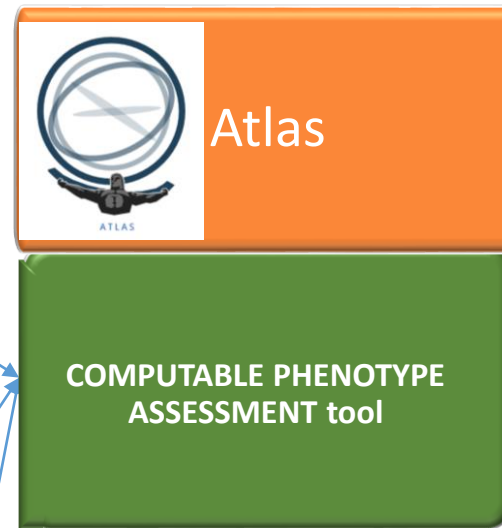 Atlas
ATLAS
COMPUTABLE PHENOTYPE
ASSESSMENT tool